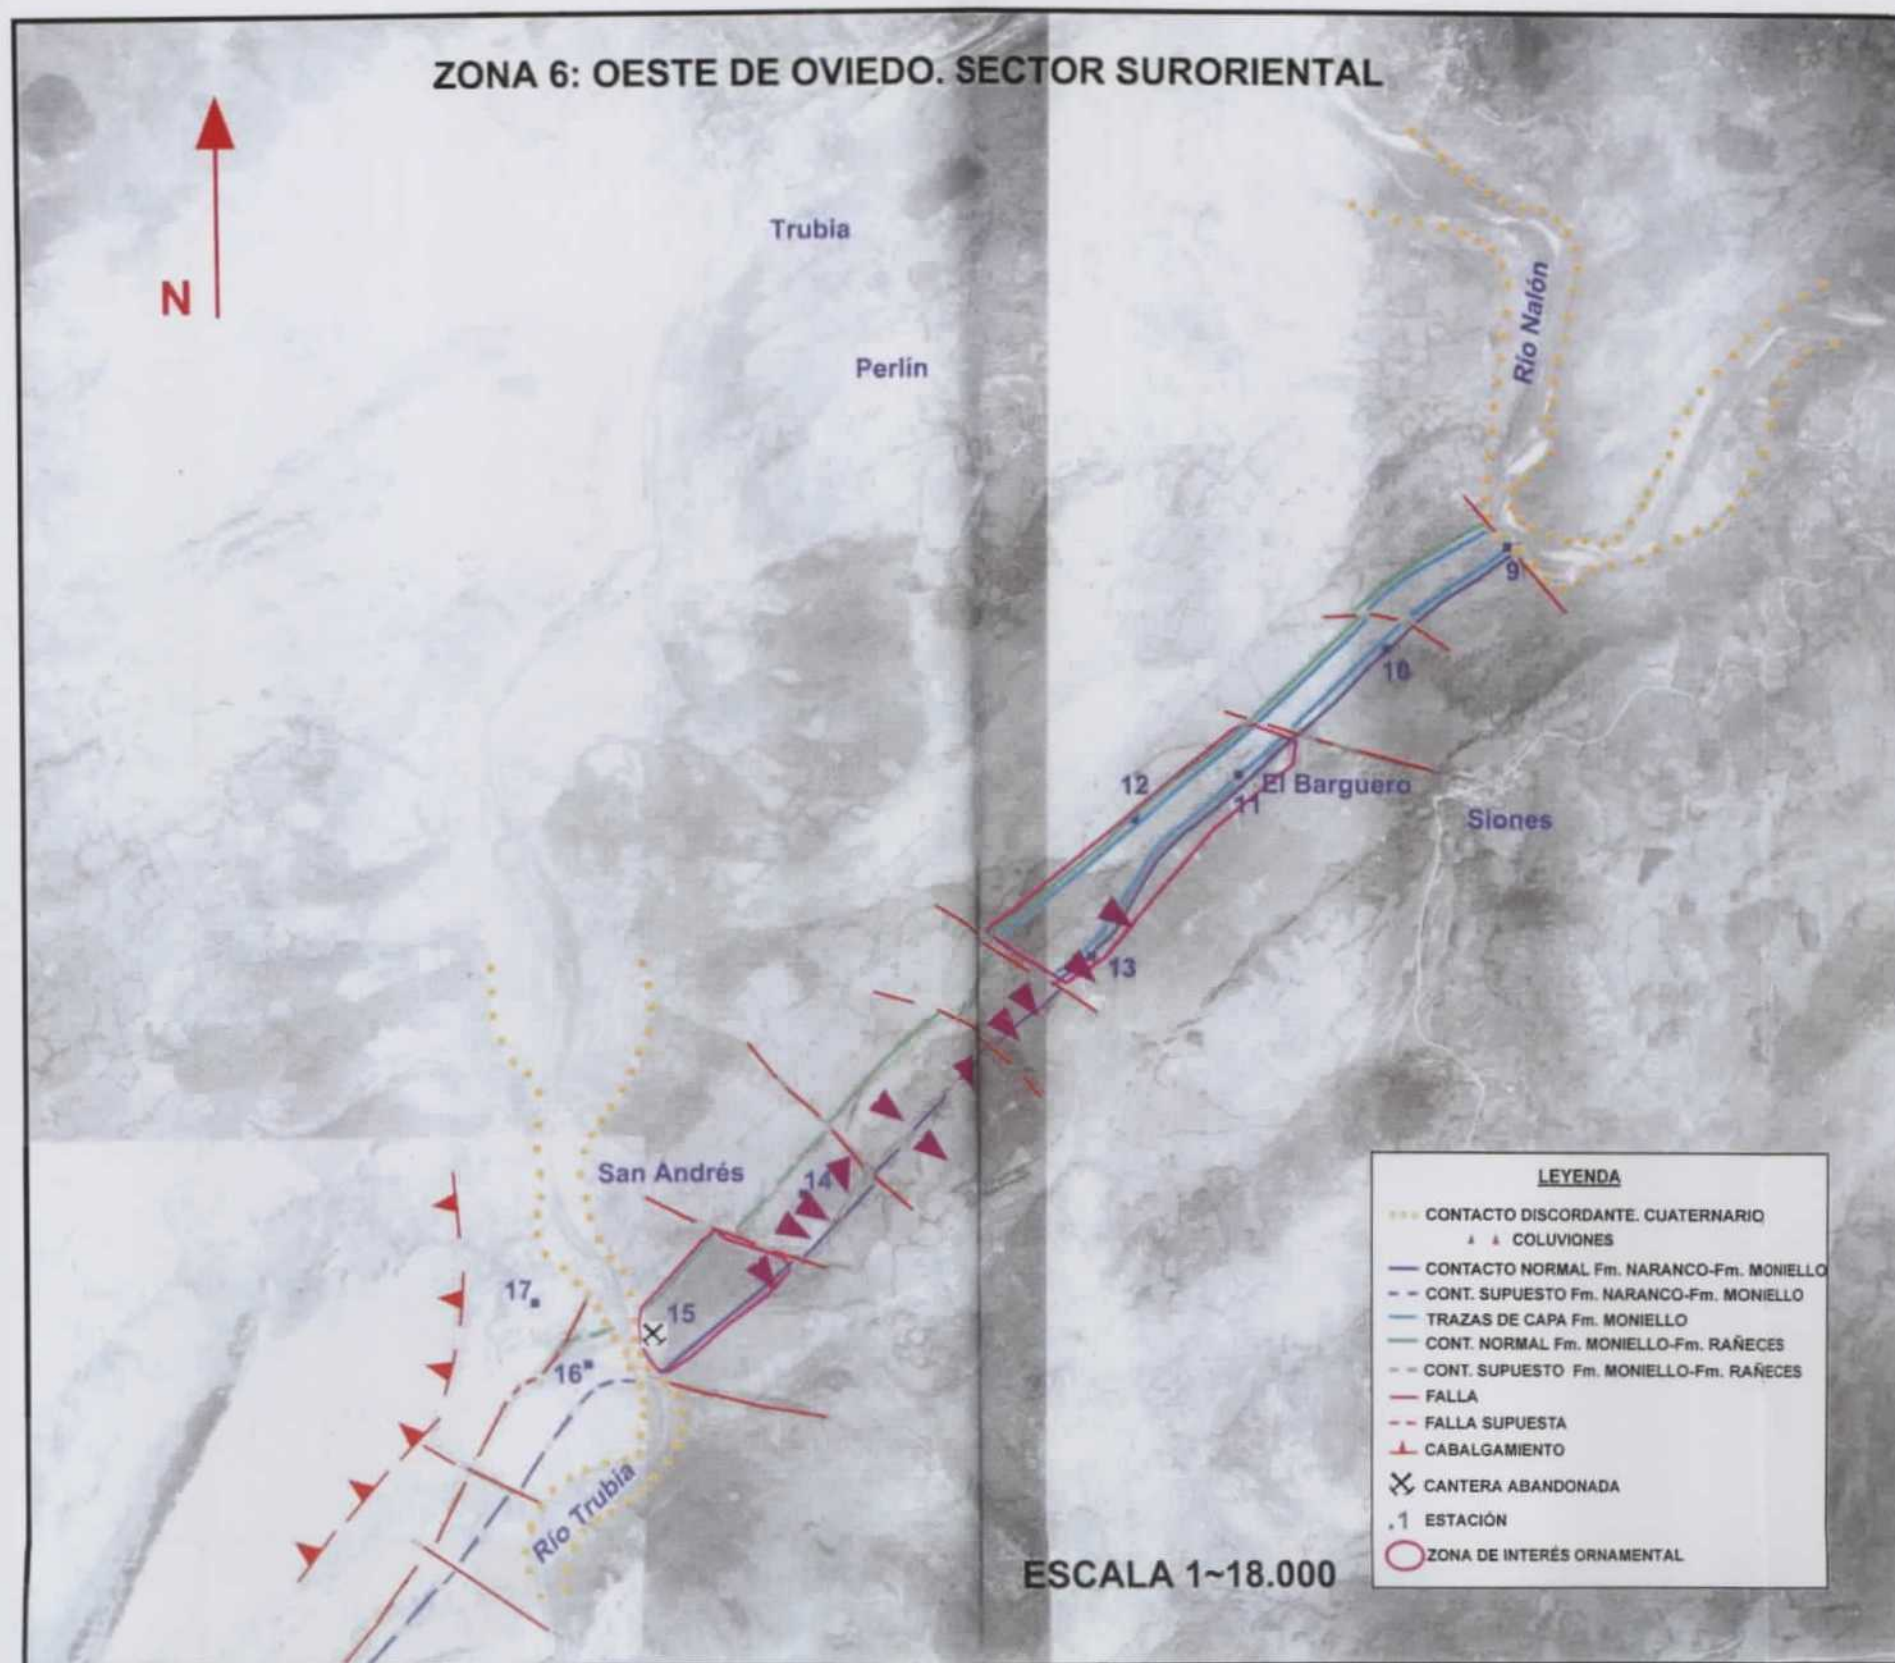 ZONA 6: OESTE DE OVIEDO. SECTOR SURORIENTAL
Trubia
N
Río Nalón
Perlín
9
10
12
El Barguero
11
Siones
13
San Andrés
14
17
15
16
Río Trubia
ESCALA 1~18.000
LEYENDA
CONTACTO DISCORDANTE. CUATERNARIO
COLUVIONES
CONTACTO NORMAL Fm. NARANCO-Fm. MONIELLO
CONT. SUPUESTO Fm. NARANCO-Fm. MONIELLO
TRAZAS DE CAPA Fm. MONIELLO
CONT. NORMAL Fm. MONIELLO-Fm. RAÑECES
CONT. SUPUESTO Fm. MONIELLO-Fm. RAÑECES
FALLA
FALLA SUPUESTA
CABALGAMIENTO
CANTERA ABANDONADA
.1 ESTACIÓN
ZONA DE INTERÉS ORNAMENTAL